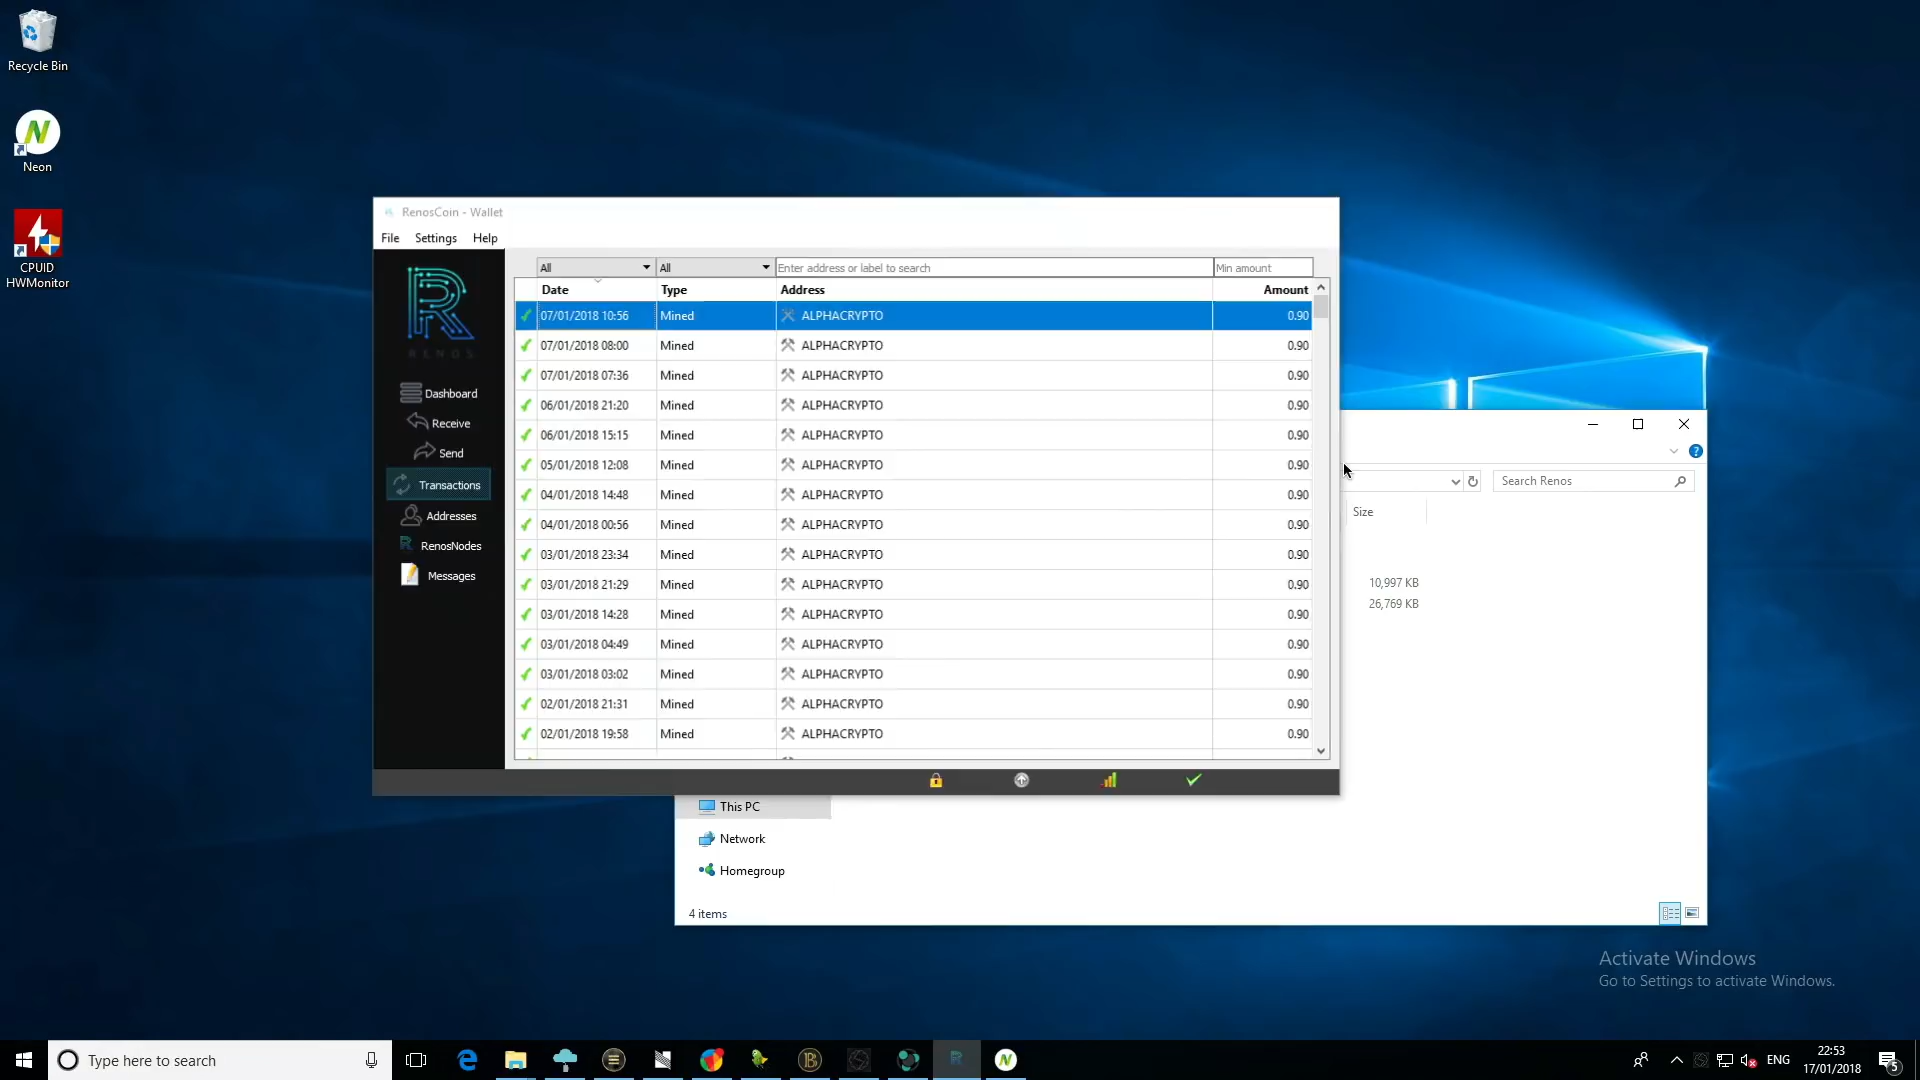 Recycle Bin
Neon
CPUID
HWMonitor
RenosCoin - Wallet
File Settings Help
RENOS
Dashboard
Receive
Send
Transactions
Addresses
RenosNodes
Messages
All All Enter address or label to search Min amount
Date Type Address Amount
07/01/2018 10:56 Mined ALPHACRYPTO 0.90
07/01/2018 08:00 Mined ALPHACRYPTO 0.90
07/01/2018 07:36 Mined ALPHACRYPTO 0.90
06/01/2018 21:20 Mined ALPHACRYPTO 0.90
06/01/2018 15:15 Mined ALPHACRYPTO 0.90
05/01/2018 12:08 Mined ALPHACRYPTO 0.90
04/01/2018 14:48 Mined ALPHACRYPTO 0.90
04/01/2018 00:56 Mined ALPHACRYPTO 0.90
03/01/2018 23:34 Mined ALPHACRYPTO 0.90
03/01/2018 21:29 Mined ALPHACRYPTO 0.90
03/01/2018 14:28 Mined ALPHACRYPTO 0.90
03/01/2018 04:49 Mined ALPHACRYPTO 0.90
03/01/2018 03:02 Mined ALPHACRYPTO 0.90
02/01/2018 21:31 Mined ALPHACRYPTO 0.90
02/01/2018 19:58 Mined ALPHACRYPTO 0.90
Search Renos
Size
10,997 KB
26,769 KB
This PC
Network
Homegroup
4 items
Activate Windows
Go to Settings to activate Windows.
Type here to search
ENG
22:53
17/01/2018
5